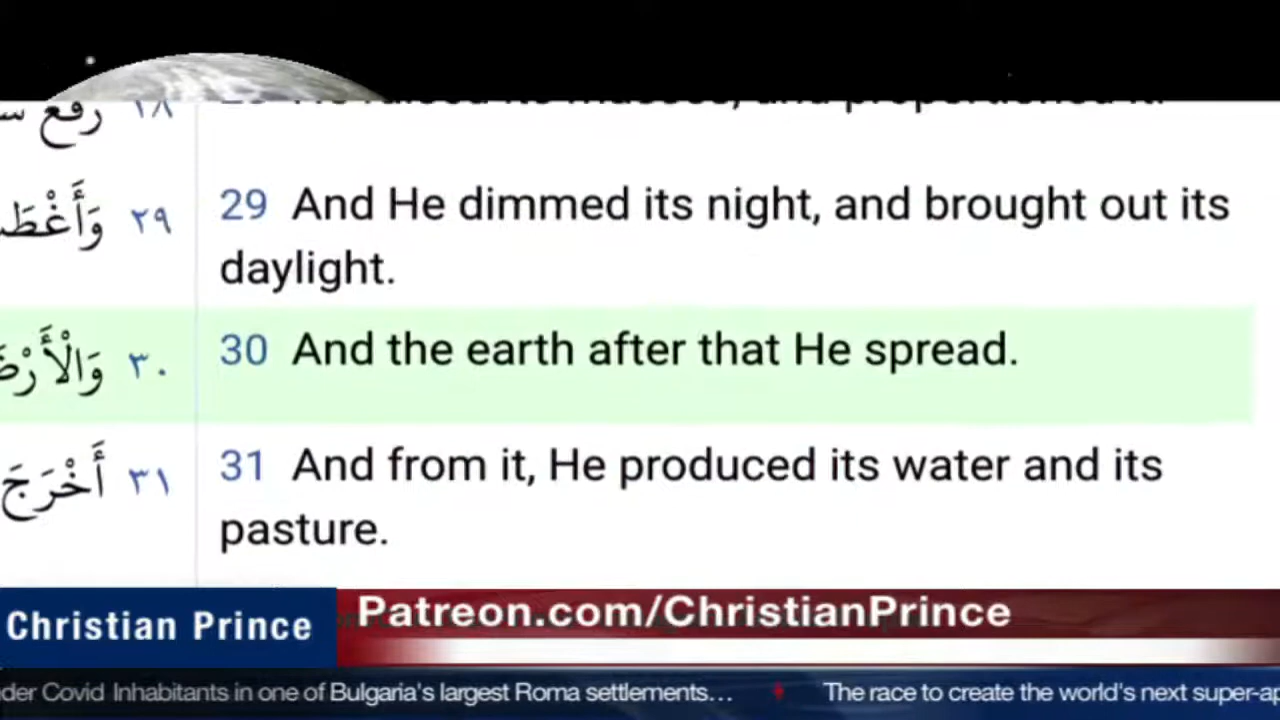 رفع ٢٨
وَأَغْطَ ٢٩ 29 And He dimmed its night, and brought out its
daylight.
وَالْأَرْضَ ٣٠ 30 And the earth after that He spread.
أَخْرَجَ ٣١ 31 And from it, He produced its water and its
pasture.
Christian Prince Patreon.com/ChristianPrince
der Covid Inhabitants in one of Bulgaria's largest Roma settlements... The race to create the world's next super-ap